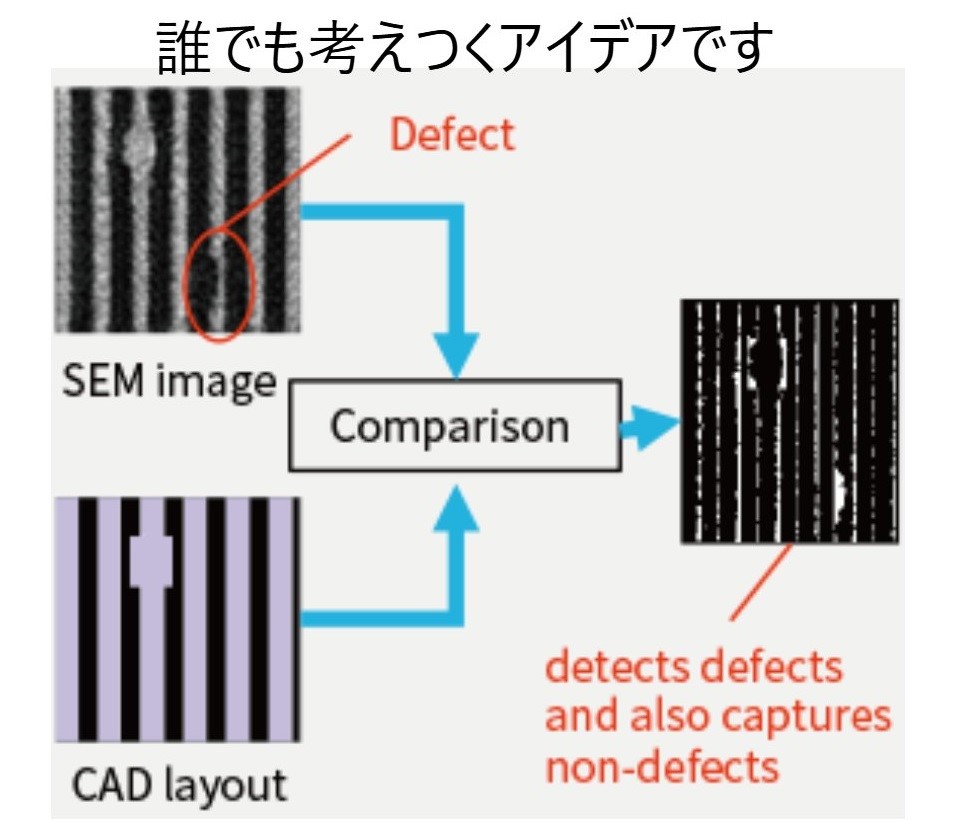 誰でも考えつくアイデアです
Defect
SEM image
Comparison
CAD layout
detects defects
and also captures
non-defects